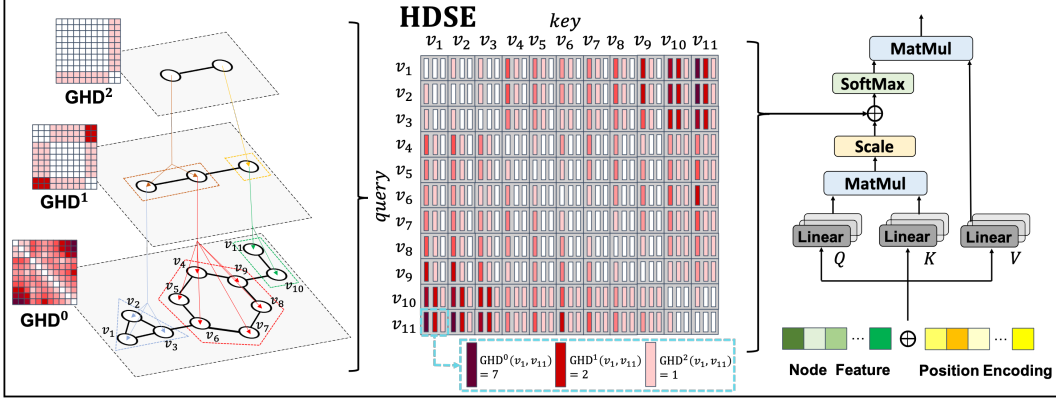 HDSE
GHD²
GHD¹
GHD⁰
v₁
v₂
v₃
v₄
v₅
v₆
v₇
v₈
v₉
v₁₀
v₁₁
key
v₁ v₂ v₃ v₄ v₅ v₆ v₇ v₈ v₉ v₁₀ v₁₁
query
v₁
v₂
v₃
v₄
v₅
v₆
v₇
v₈
v₉
v₁₀
v₁₁
GHD⁰(v₁, v₁₁)
= 7
GHD¹(v₁, v₁₁)
= 2
GHD²(v₁, v₁₁)
= 1
MatMul
SoftMax
Scale
MatMul
Linear Linear Linear
Q K V
... ...
Node Feature Position Encoding